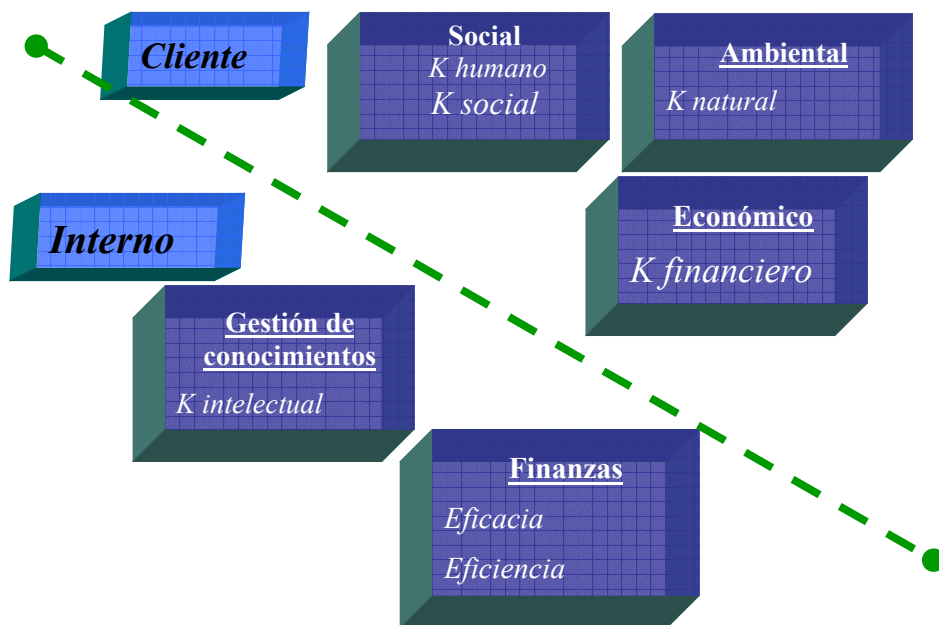 Cliente
Social
K humano
K social
Ambiental
K natural
Interno
Económico
K financiero
Gestión de
conocimientos
K intelectual
Finanzas
Eficacia
Eficiencia